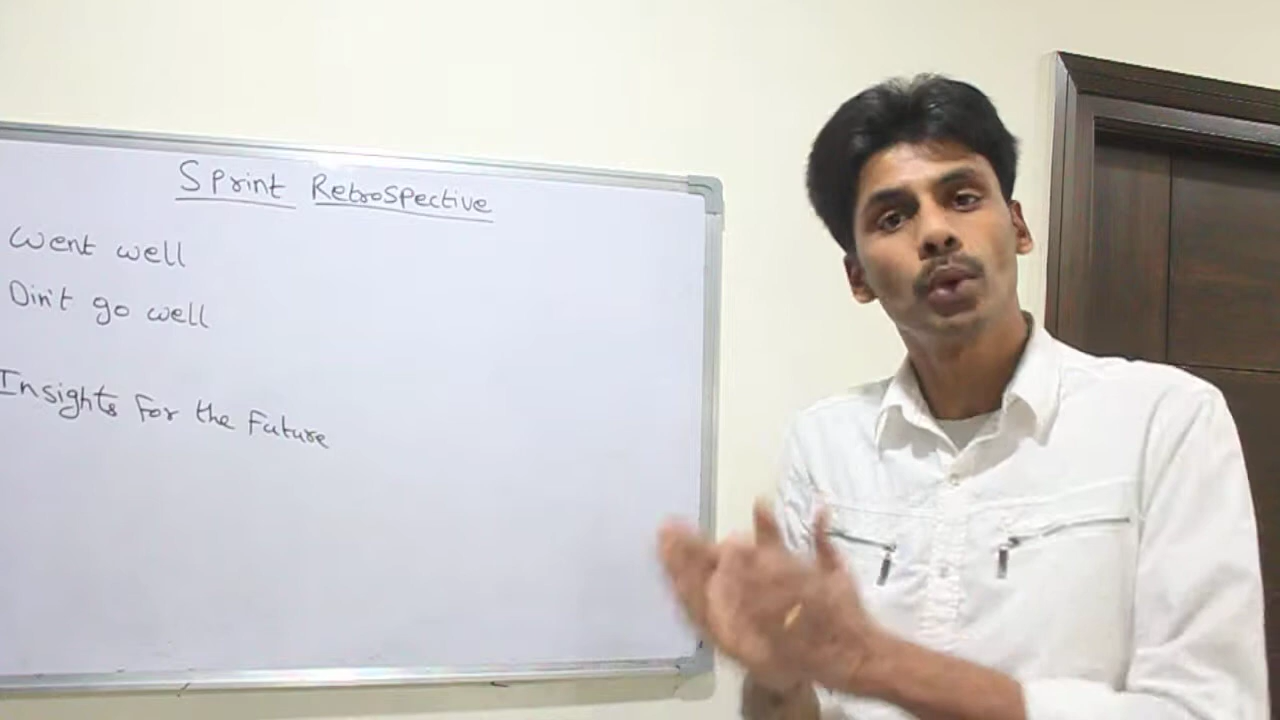 Sprint Retrospective
Went well
Din't go well
Insights for the Future